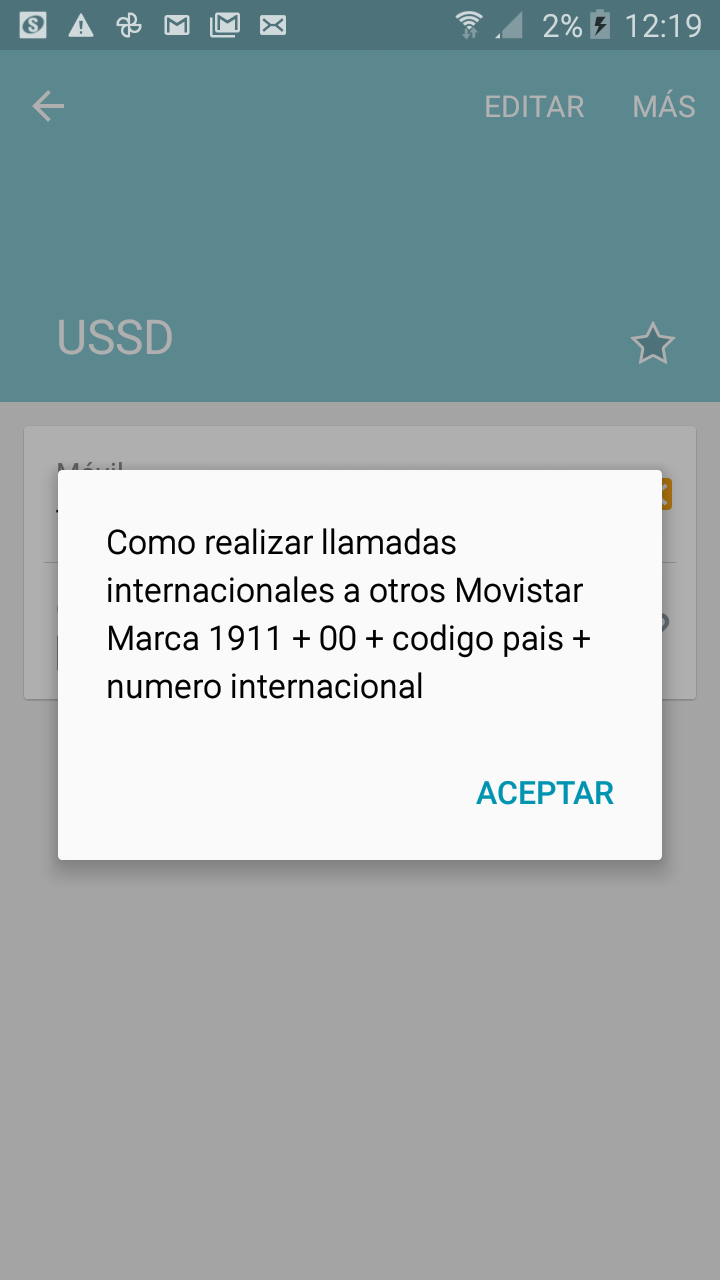 2% 12:19
EDITAR MÁS
USSD
Móvil
Como realizar llamadas
internacionales a otros Movistar
Marca 1911 + 00 + codigo pais +
numero internacional
ACEPTAR